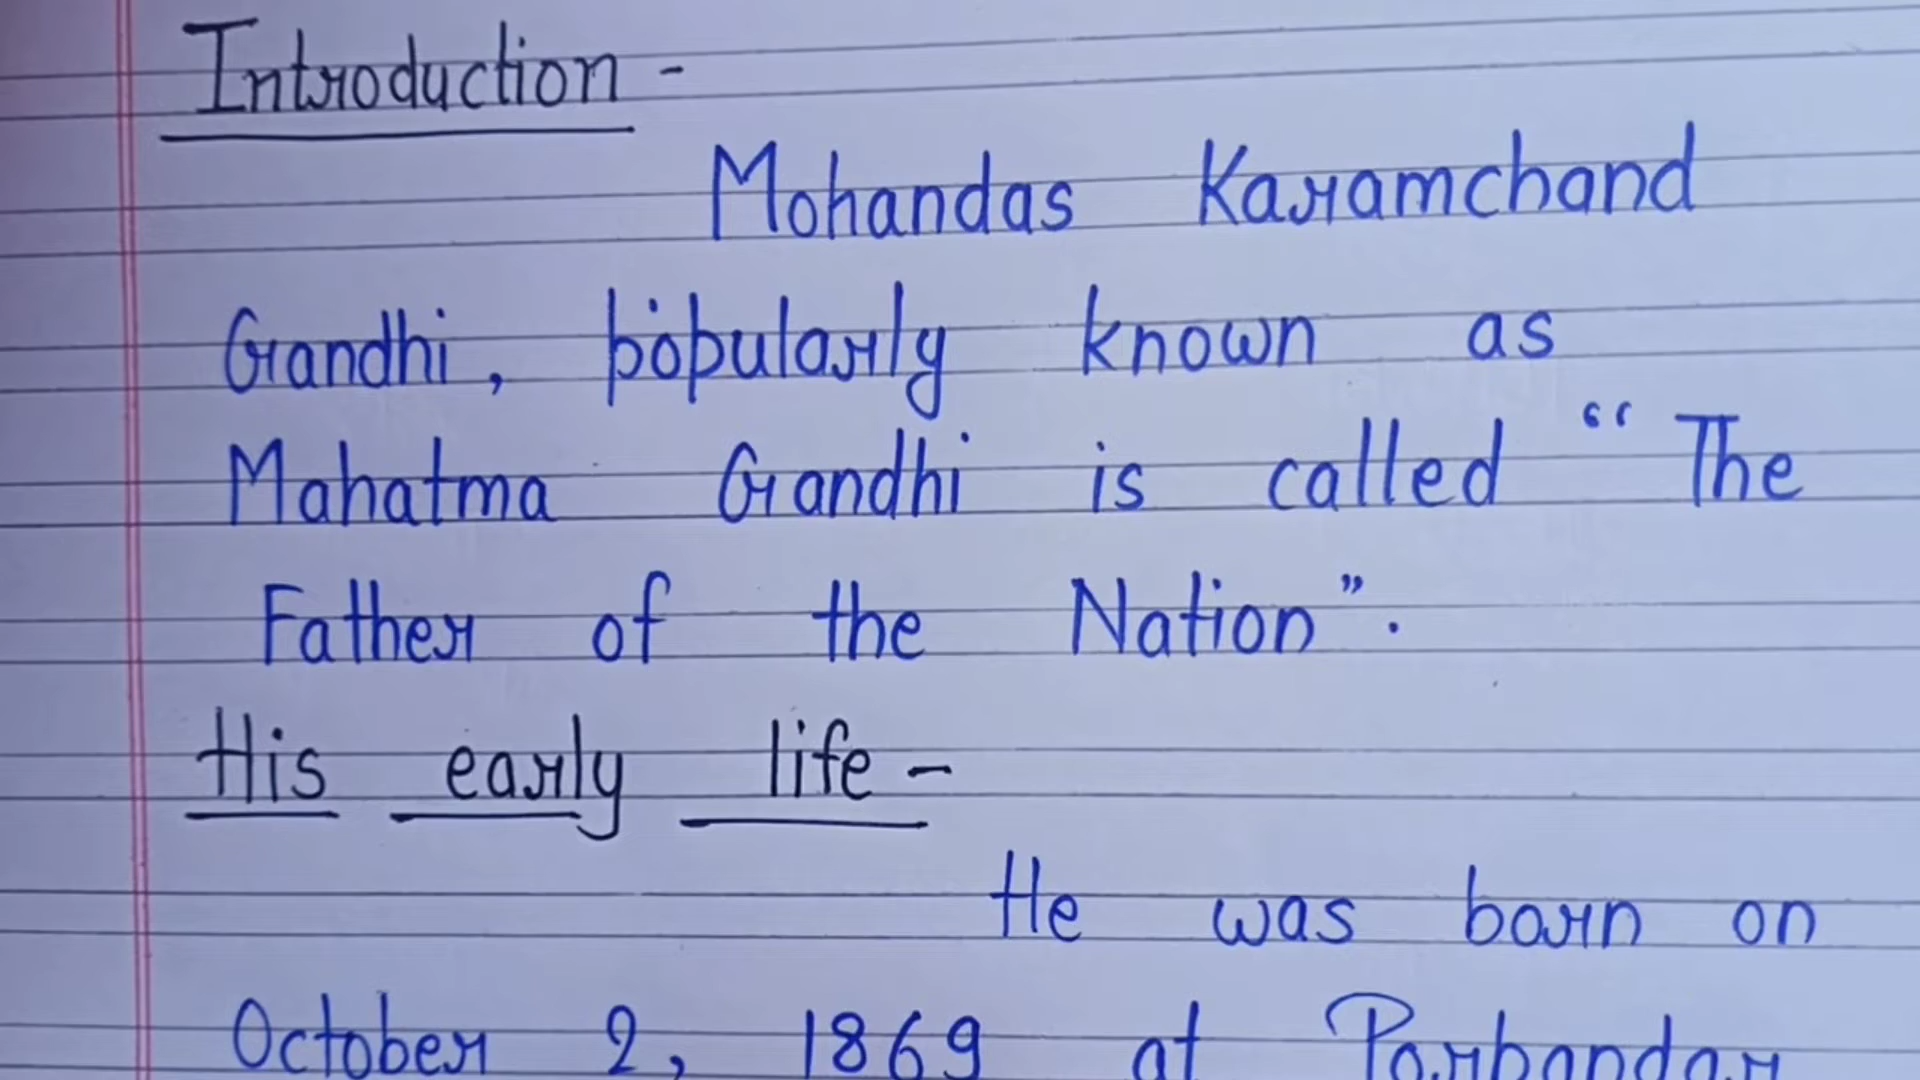 Introduction -
Mohandas Karamchand
Gandhi, popularly known as
Mahatma Gandhi is called "The
Father of the Nation".
His early life -
He was born on
October 2, 1869 at Porbandar